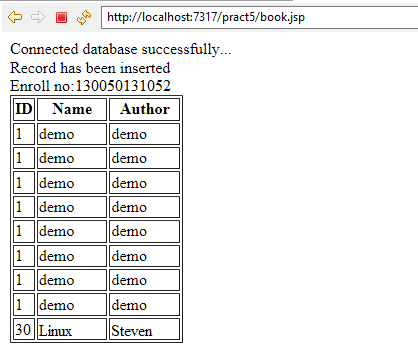 http://localhost:7317/pract5/book.jsp
Connected database successfully...
Record has been inserted
Enroll no:130050131052
ID Name Author
1 demo demo
1 demo demo
1 demo demo
1 demo demo
1 demo demo
1 demo demo
1 demo demo
1 demo demo
30 Linux Steven